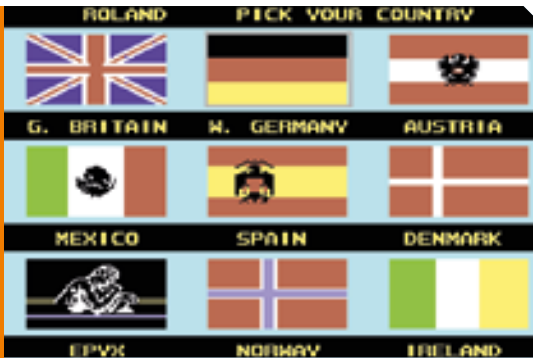 ROLAND PICK YOUR COUNTRY
G. BRITAIN W. GERMANY AUSTRIA
MEXICO SPAIN DENMARK
EPYX NORWAY IRELAND